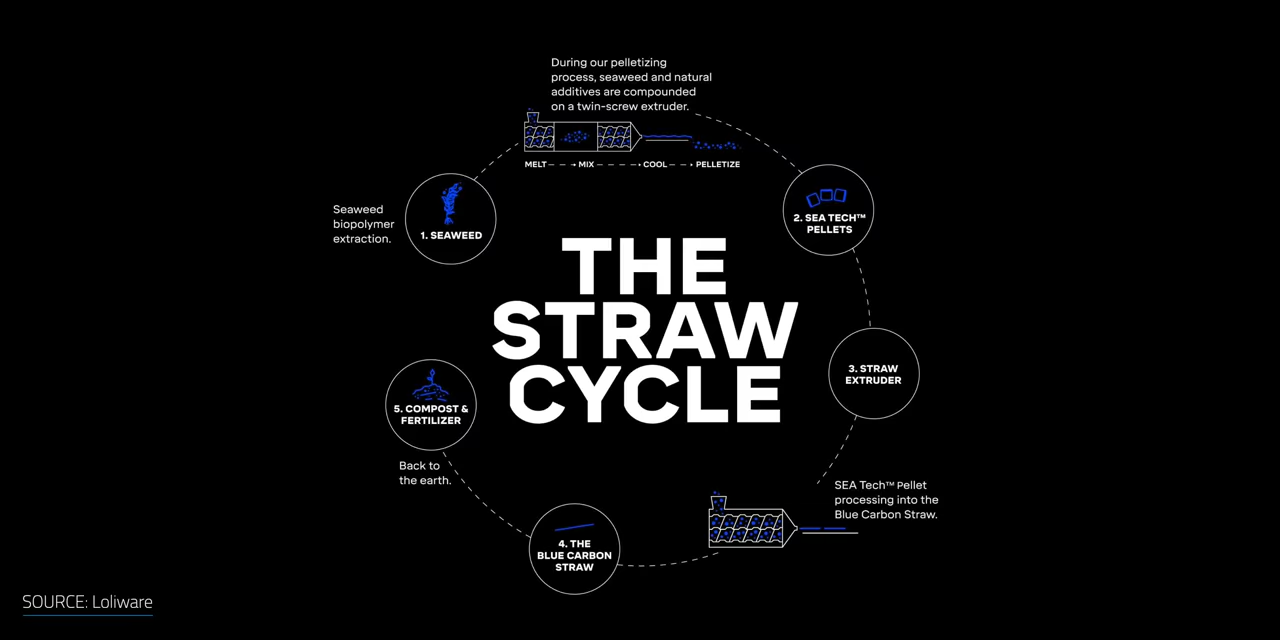 During our pelletizing
process, seaweed and natural
additives are compounded
on a twin-screw extruder.
MELT MIX COOL PELLETIZE
Seaweed
biopolymer
extraction.
1. SEAWEED
2. SEA TECH™
PELLETS
THE
STRAW
CYCLE
3. STRAW
EXTRUDER
SEA Tech™ Pellet
processing into the
Blue Carbon Straw.
4. THE
BLUE CARBON
STRAW
5. COMPOST &
FERTILIZER
Back to
the earth.
SOURCE: Loliware